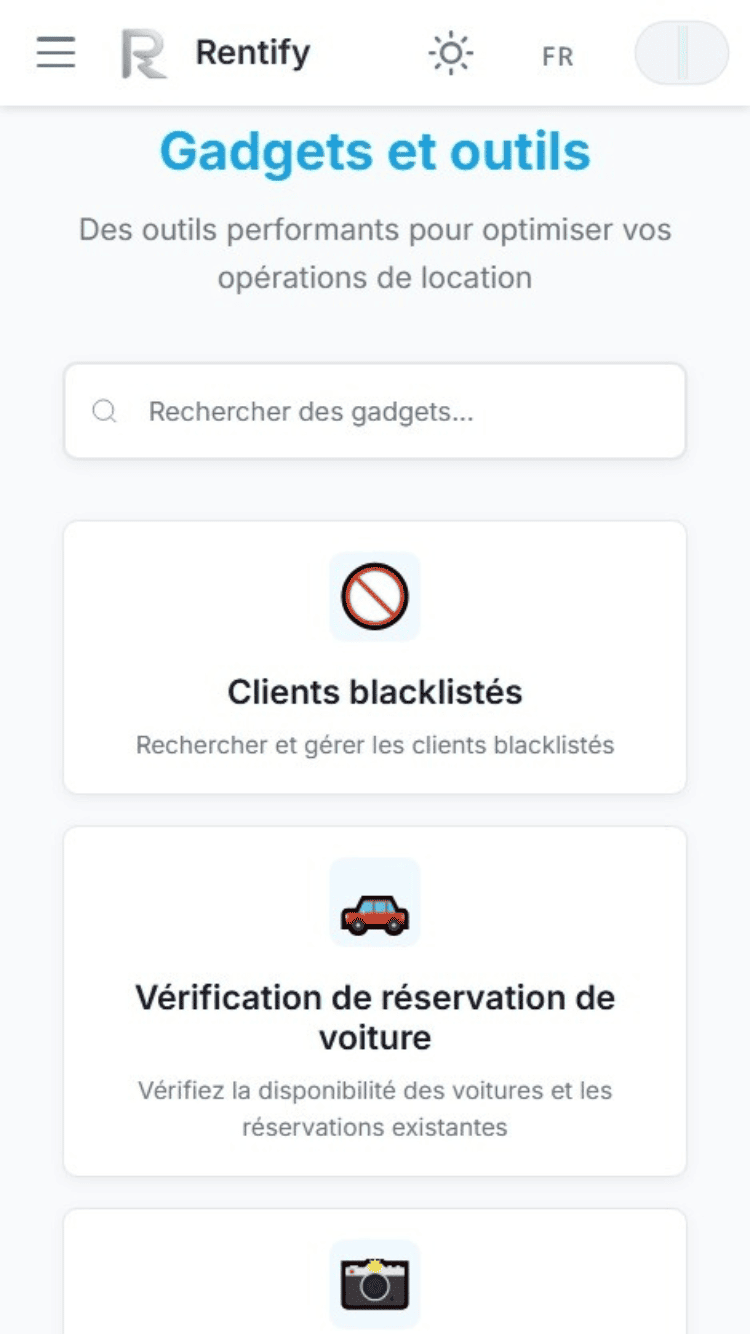 Rentify
FR
Gadgets et outils
Des outils performants pour optimiser vos
opérations de location
Rechercher des gadgets...
Clients blacklistés
Rechercher et gérer les clients blacklistés
Vérification de réservation de
voiture
Vérifiez la disponibilité des voitures et les
réservations existantes